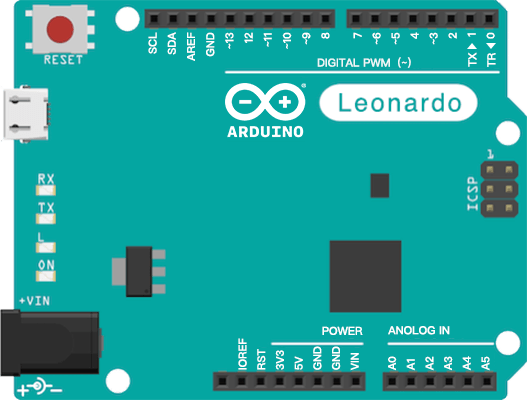 SCL
SDA
AREF
GND
~13
12
~11
~10
~9
8
7
~6
~5
4
~3
2
TX▶1
TR◀0
RESET
DIGITAL PWM (~)
ARDUINO
Leonardo
1
ICSP
RX
TX
L
ON
+VIN
POWER
ANOLOG IN
IOREF
RST
3V3
5V
GND
GND
VIN
A0
A1
A2
A3
A4
A5